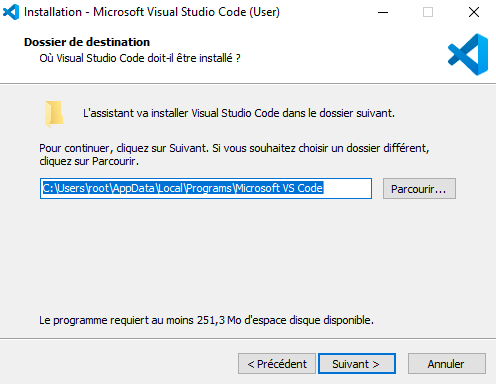 Installation - Microsoft Visual Studio Code (User)
Dossier de destination
Où Visual Studio Code doit-il être installé ?
L'assistant va installer Visual Studio Code dans le dossier suivant.
Pour continuer, cliquez sur Suivant. Si vous souhaitez choisir un dossier différent,
cliquez sur Parcourir.
C:\Users\root\AppData\Local\Programs\Microsoft VS Code
Parcourir...
Le programme requiert au moins 251,3 Mo d'espace disque disponible.
< Précédent
Suivant >
Annuler